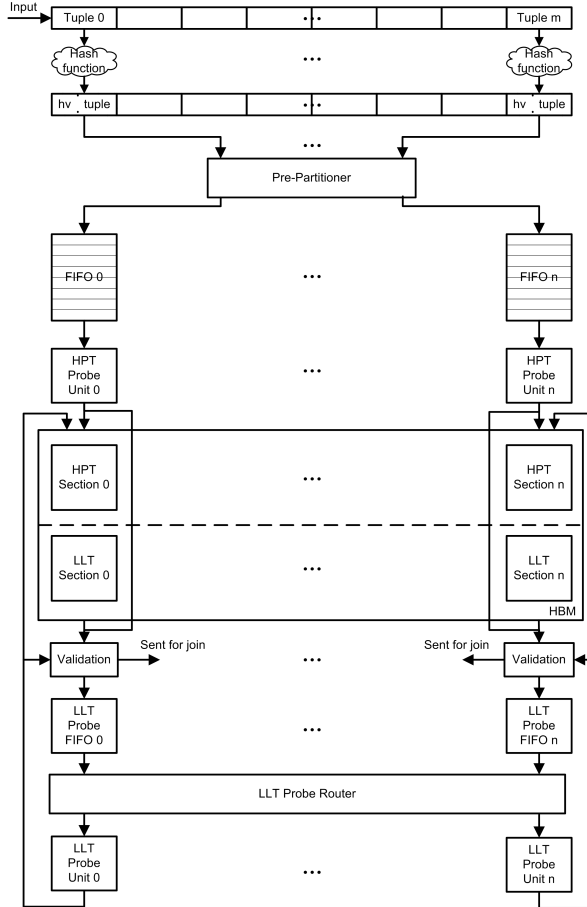 Input
Tuple 0 ... Tuple m
Hash function ... Hash function
hv : tuple ... hv : tuple
...
Pre-Partitioner
FIFO 0 ... FIFO n
HPT Probe Unit 0 ... HPT Probe Unit n
HPT Section 0 ... HPT Section n
LLT Section 0 ... LLT Section n
HBM
Validation Sent for join ... Sent for join Validation
LLT Probe FIFO 0 ... LLT Probe FIFO n
LLT Probe Router
LLT Probe Unit 0 ... LLT Probe Unit n